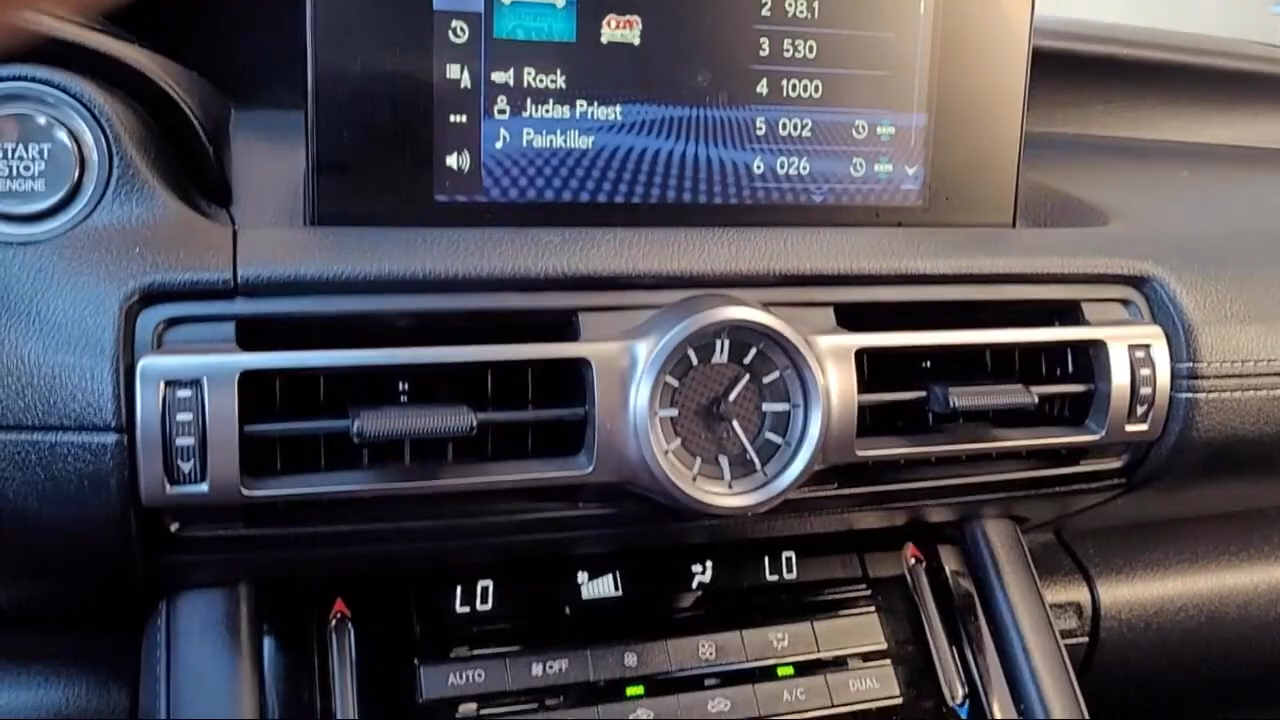 2 98.1
3 530
Rock
4 1000
Judas Priest
5 002
Painkiller
6 026
START
STOP
ENGINE
LO
LO
AUTO
OFF
A/C
DUAL